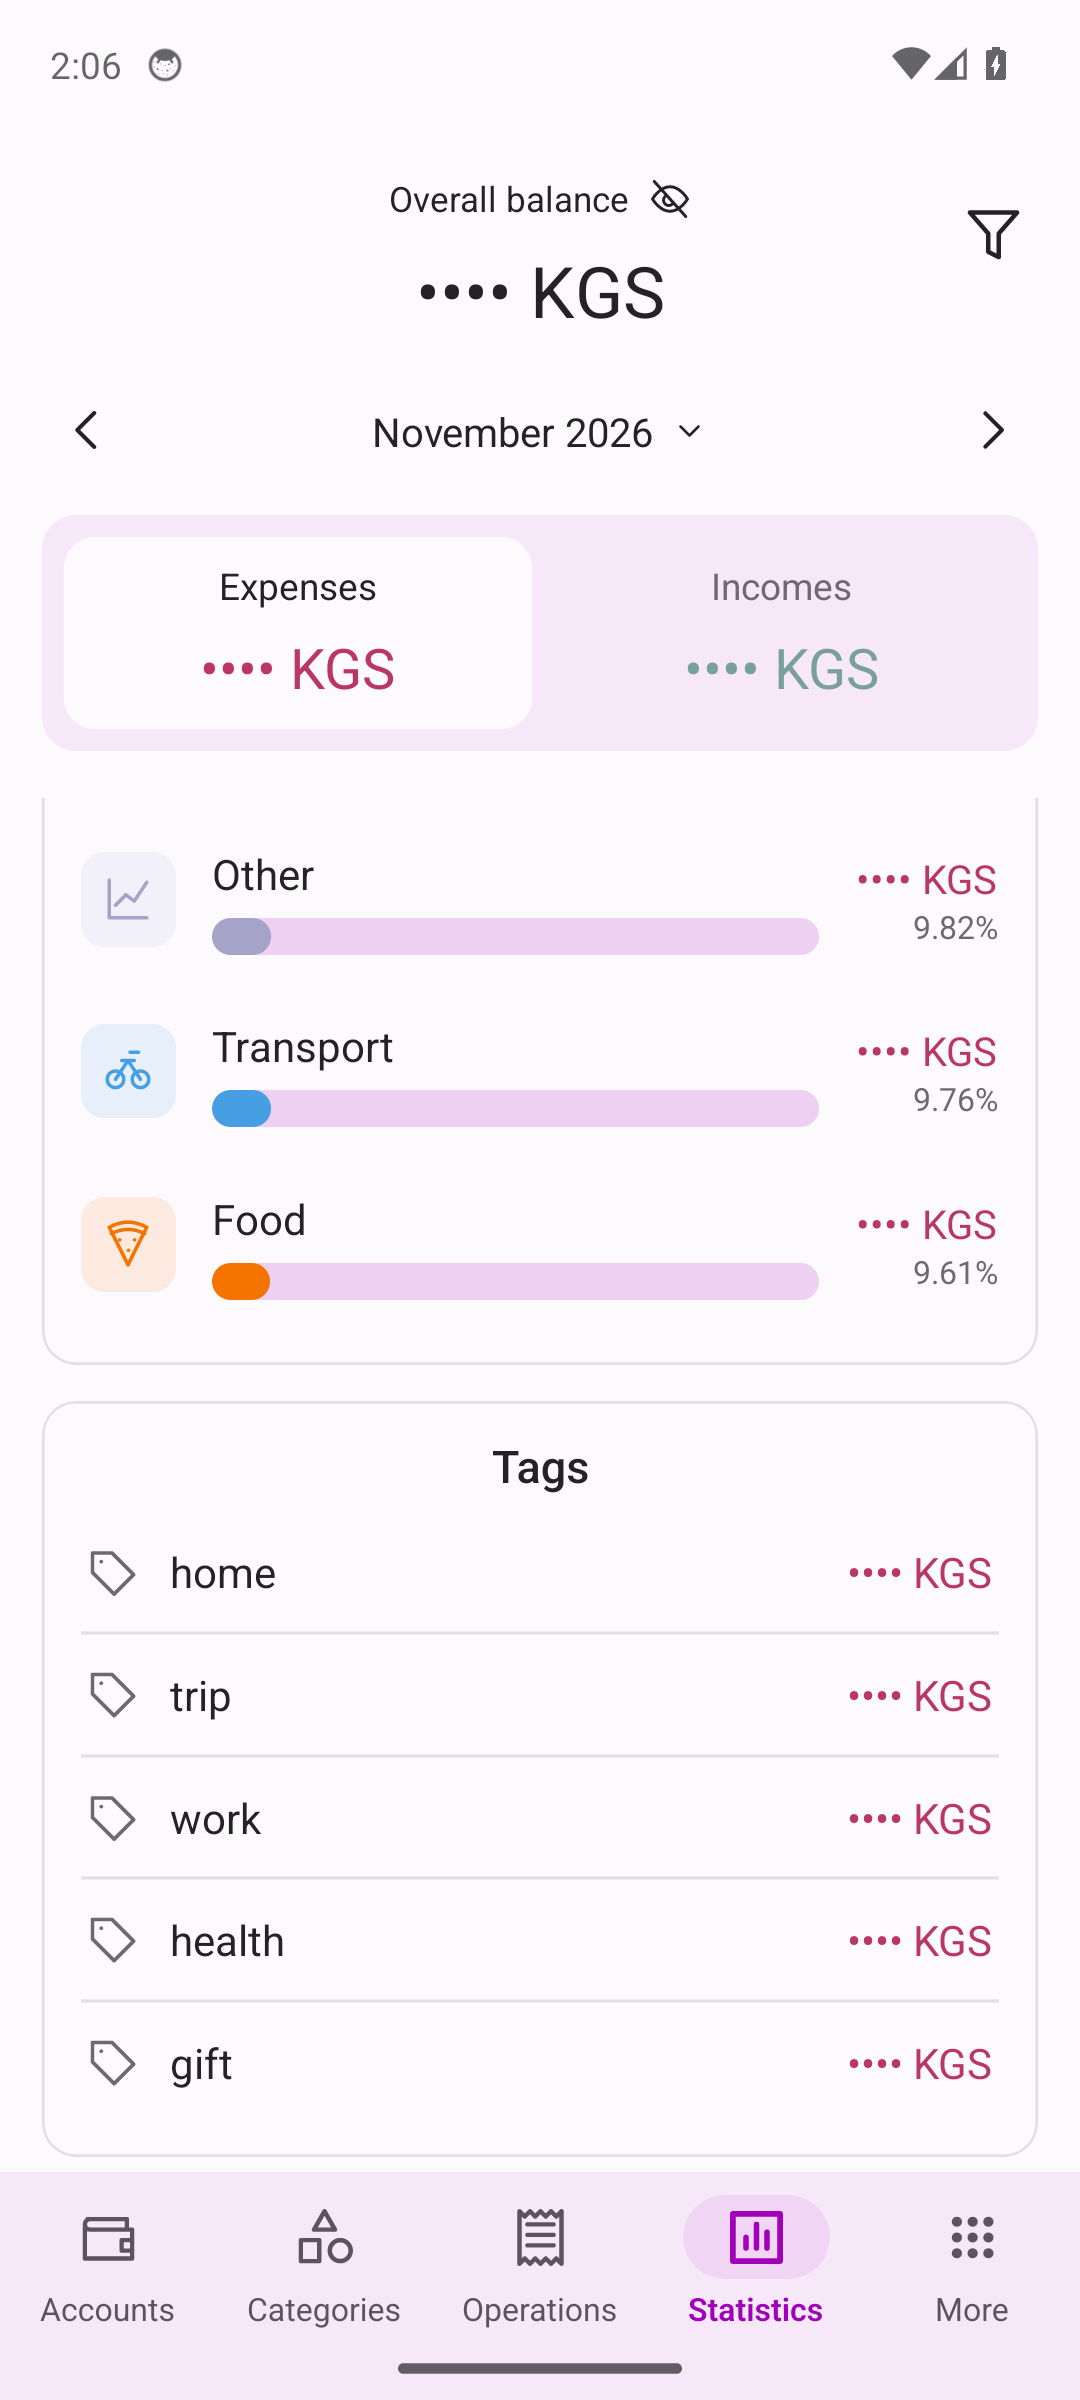 2:06
Overall balance
•••• KGS
November 2026
Expenses
•••• KGS
Incomes
•••• KGS
Other
•••• KGS
9.82%
Transport
•••• KGS
9.76%
Food
•••• KGS
9.61%
Tags
home
•••• KGS
trip
•••• KGS
work
•••• KGS
health
•••• KGS
gift
•••• KGS
Accounts
Categories
Operations
Statistics
More